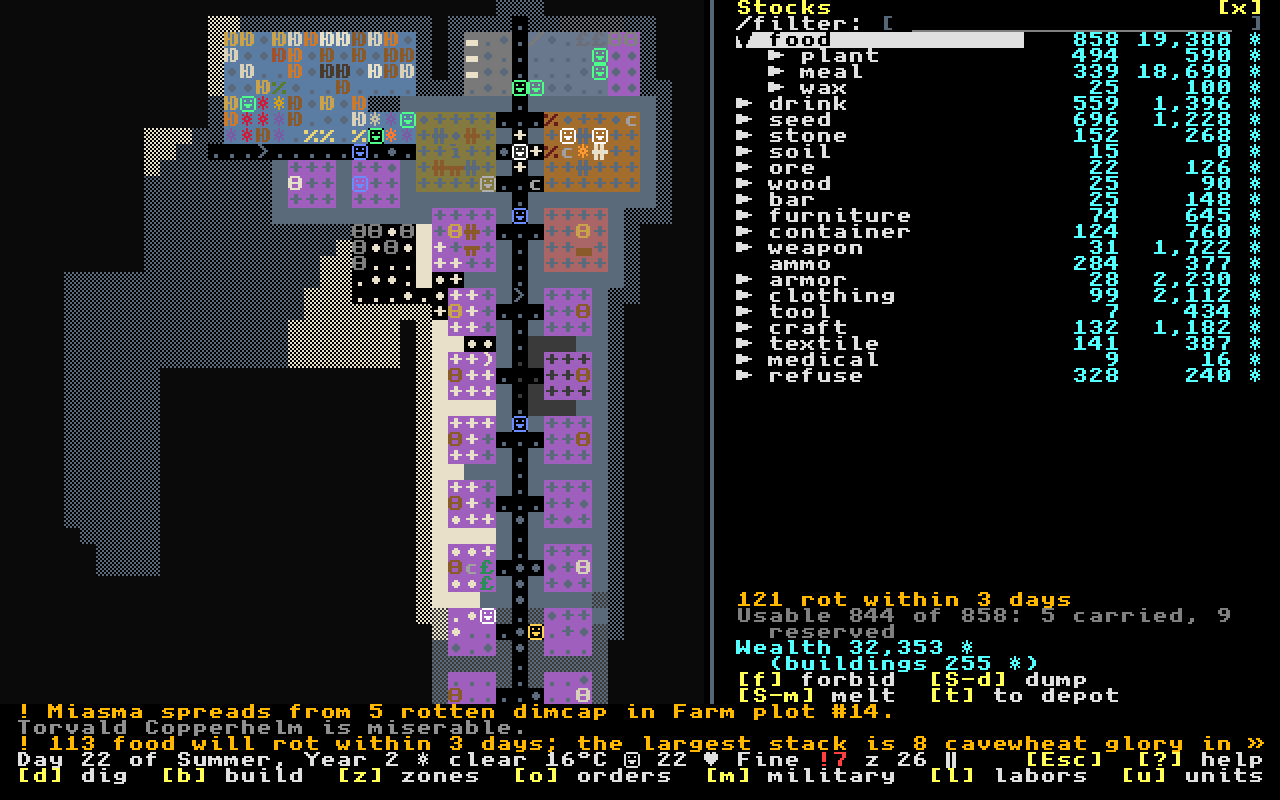 Stocks [x]
/filter: [ ]
▼ food 858 19,380 *
► plant 494 590 *
► meal 339 18,690 *
► wax 25 100 *
► drink 559 1,396 *
► seed 696 1,228 *
► stone 152 268 *
► soil 15 0 *
► ore 22 126 *
► wood 25 90 *
► bar 25 148 *
► furniture 74 645 *
► container 124 760 *
► weapon 31 1,722 *
ammo 284 377 *
► armor 28 2,230 *
► clothing 99 2,112 *
► tool 7 434 *
► craft 132 1,182 *
► textile 141 387 *
► medical 9 16 *
► refuse 328 240 *
121 rot within 3 days
Usable 844 of 858: 5 carried, 9
reserved
Wealth 32,353 *
(buildings 255 *)
[f] forbid [S-d] dump
[S-m] melt [t] to depot
! Miasma spreads from 5 rotten dimcap in Farm plot #14.
Torvald Copperhelm is miserable.
! 113 food will rot within 3 days; the largest stack is 8 cavewheat glory in »
Day 22 of Summer, Year 2 * clear 16°C ☺ 22 ♥ Fine !7 z 26 ‖ [Esc] [?] help
[d] dig [b] build [z] zones [o] orders [m] military [l] labors [u] units